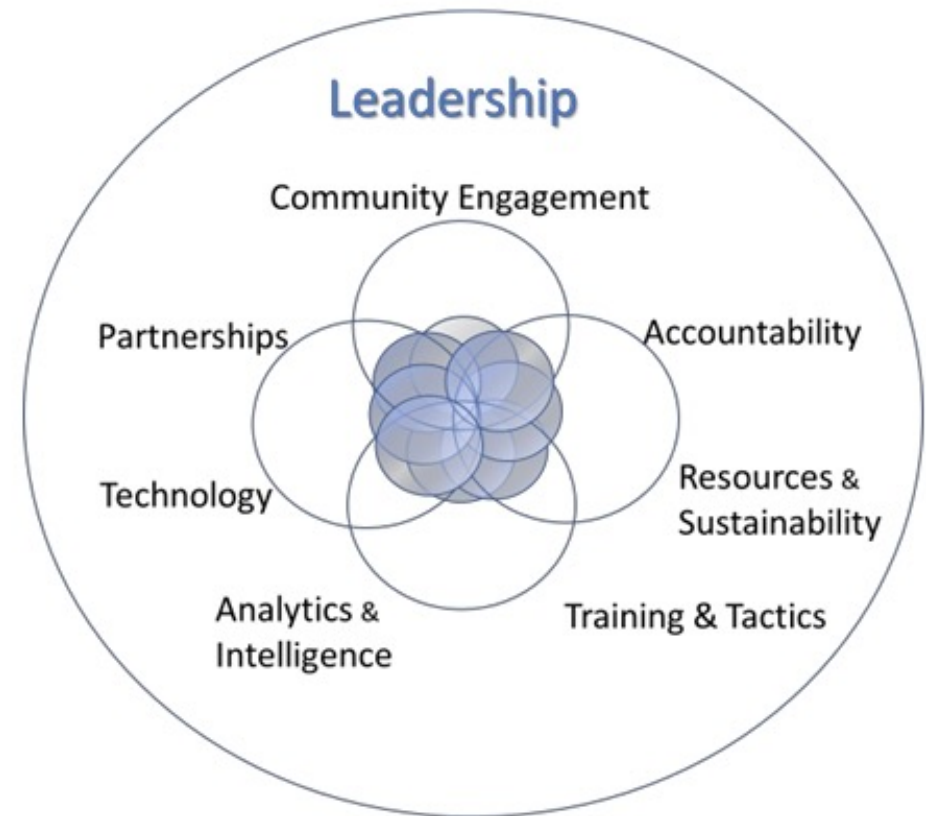 Leadership
Community Engagement
Partnerships
Accountability
Technology
Resources &
Sustainability
Analytics &
Intelligence
Training & Tactics